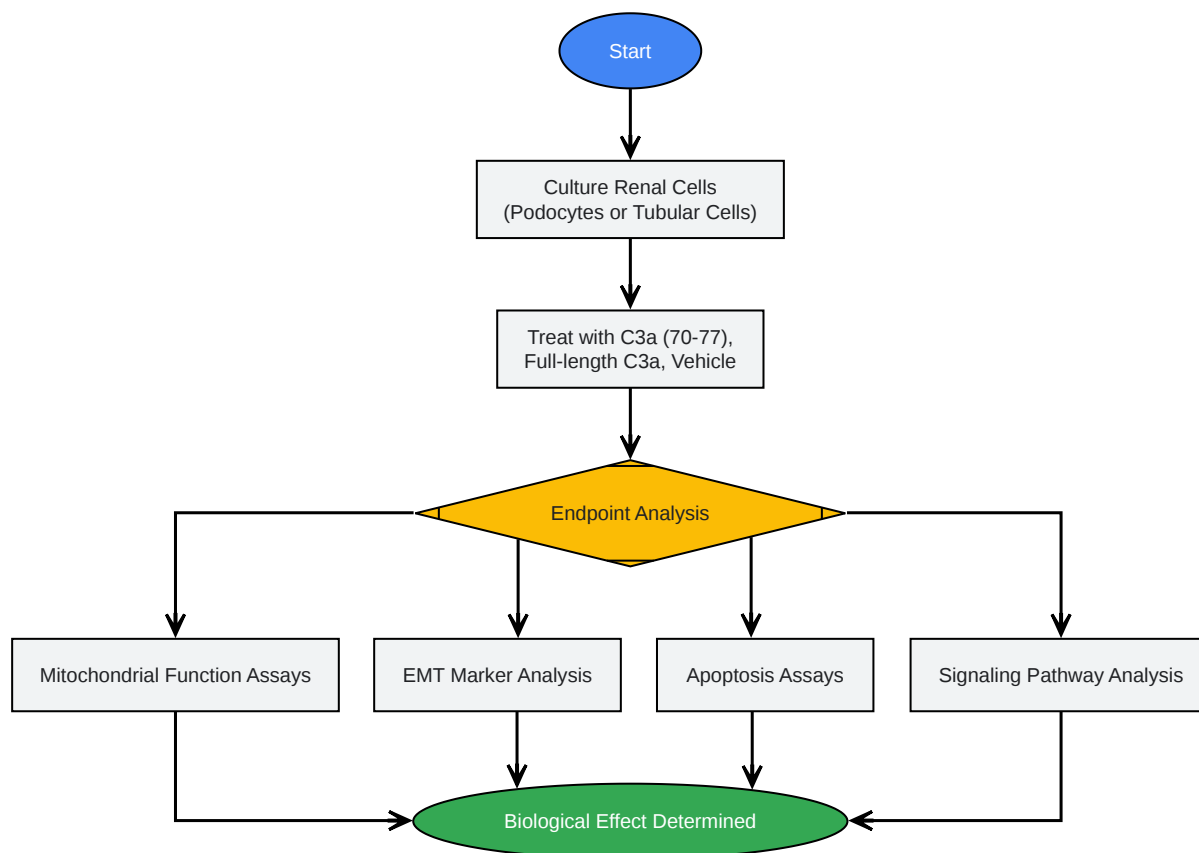 Start
Culture Renal Cells
(Podocytes or Tubular Cells)
Treat with C3a (70-77),
Full-length C3a, Vehicle
Endpoint Analysis
Mitochondrial Function Assays
EMT Marker Analysis
Apoptosis Assays
Signaling Pathway Analysis
Biological Effect Determined